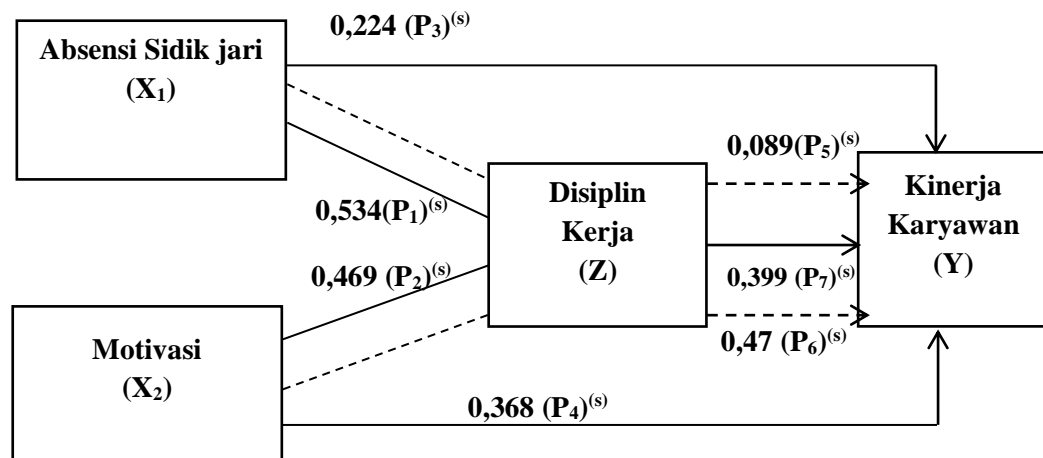 0,224 (P₃)⁽ˢ⁾
Absensi Sidik jari
(X₁)
0,089(P₅)⁽ˢ⁾
Disiplin
Kerja
(Z)
Kinerja
Karyawan
(Y)
0,534(P₁)⁽ˢ⁾
0,469 (P₂)⁽ˢ⁾
0,399 (P₇)⁽ˢ⁾
0,47 (P₆)⁽ˢ⁾
Motivasi
(X₂)
0,368 (P₄)⁽ˢ⁾